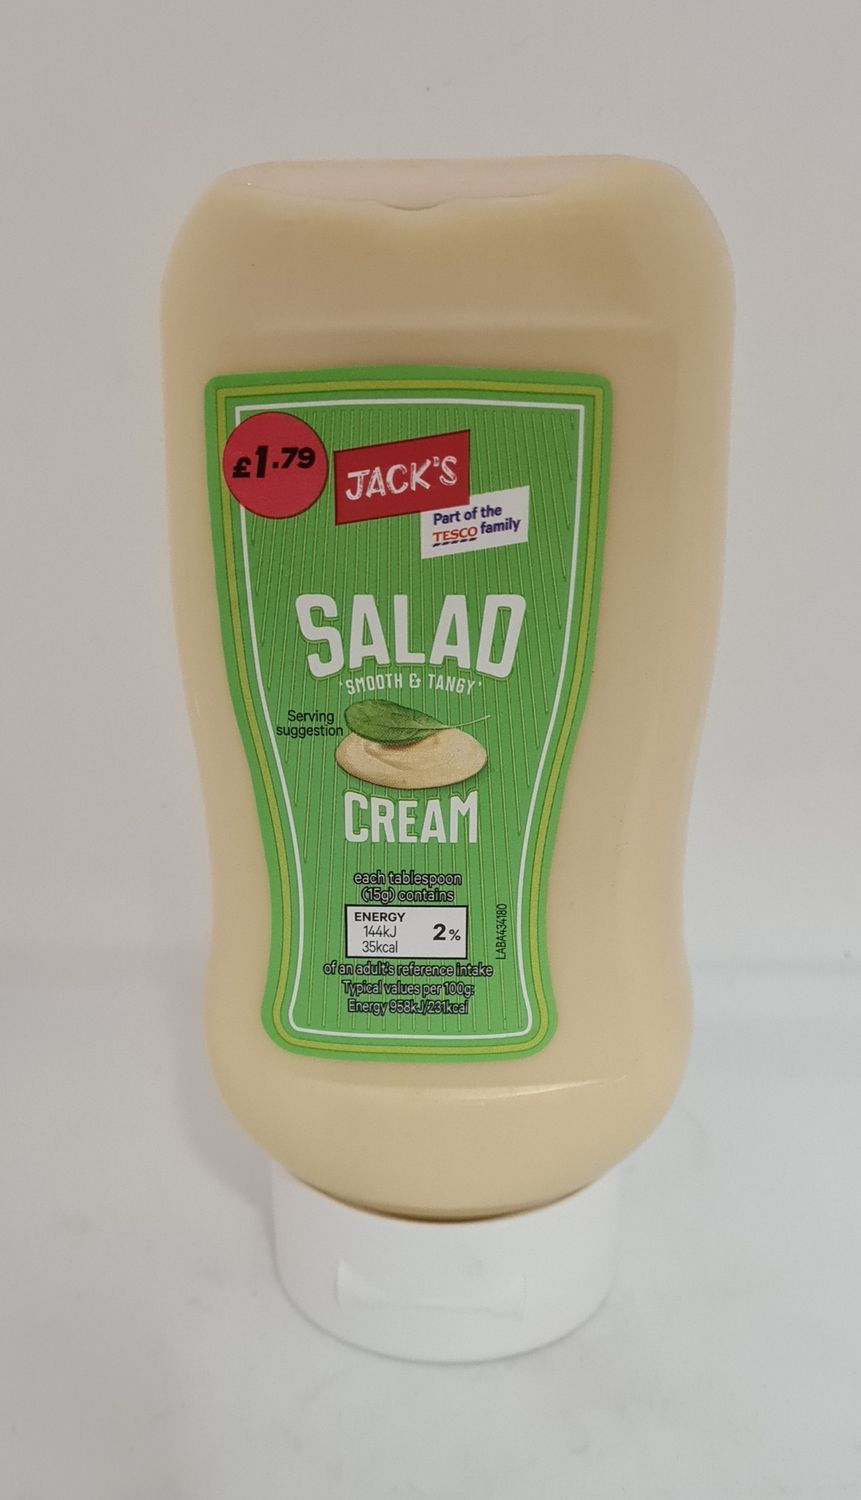 £1.79
JACK'S
Part of the
TESCO family
SALAD
'SMOOTH & TANGY'
Serving
suggestion
CREAM
each tablespoon
(15g) contains
ENERGY
144kJ
35kcal
2%
LABA434180
of an adult's reference intake
Typical values per 100g:
Energy 958kJ/231kcal